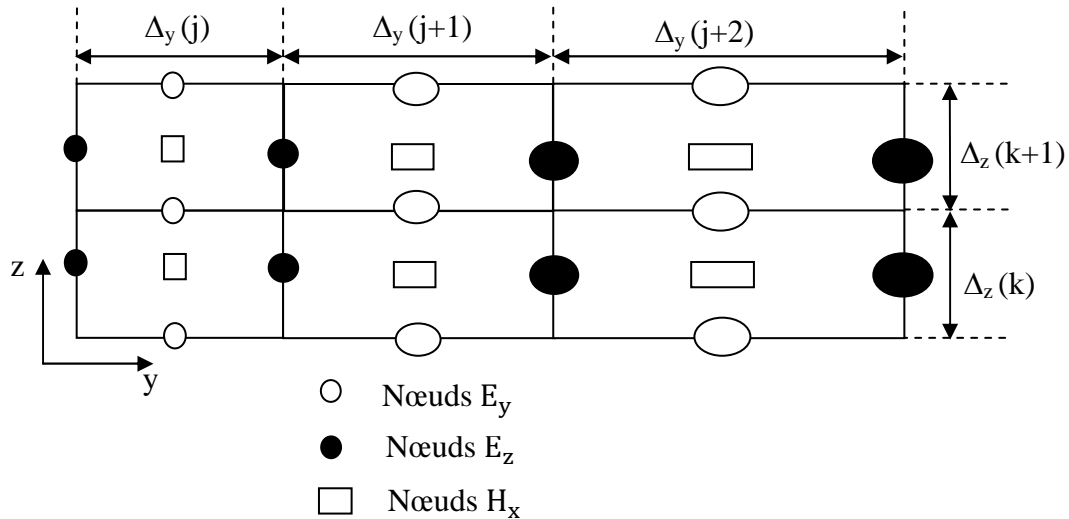 Δy (j) Δy (j+1) Δy (j+2)
Δz (k+1)
Δz (k)
z
y
Nœuds Ey
Nœuds Ez
Nœuds Hx